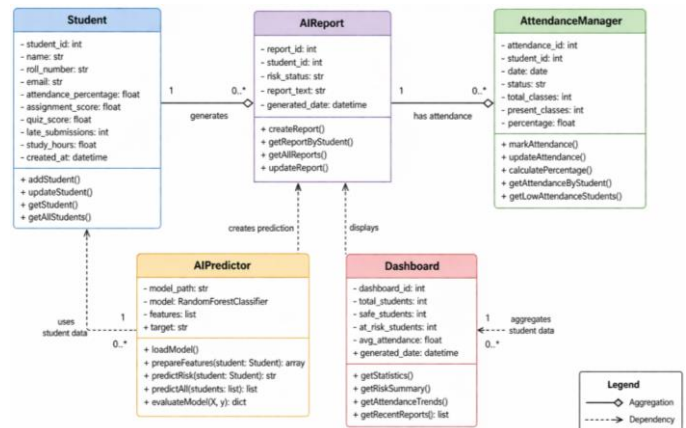 Student
- student_id: int
- name: str
- roll_number: str
- email: str
- attendance_percentage: float
- assignment_score: float
- quiz_score: float
- late_submissions: int
- study_hours: float
- created_at: datetime
+ addStudent()
+ updateStudent()
+ getStudent()
+ getAllStudents()
1
0..*
generates
AIReport
- report_id: int
- student_id: int
- risk_status: str
- report_text: str
- generated_date: datetime
+ createReport()
+ getReportByStudent()
+ getAllReports()
+ updateReport()
1
0..*
has attendance
AttendanceManager
- attendance_id: int
- student_id: int
- date: date
- status: str
- total_classes: int
- present_classes: int
- percentage: float
+ markAttendance()
+ updateAttendance()
+ calculatePercentage()
+ getAttendanceByStudent()
+ getLowAttendanceStudents()
creates prediction
displays
uses
student data
1
0..*
AIPredictor
- model_path: str
- model: RandomForestClassifier
- features: list
+ target: str
+ loadModel()
+ prepareFeatures(student: Student): array
+ predictRisk(student: Student): str
+ predictAll(students: list): list
+ evaluateModel(X, y): dict
Dashboard
- dashboard_id: int
- total_students: int
- safe_students: int
- at_risk_students: int
- avg_attendance: float
+ generated_date: datetime
+ getStatistics()
+ getRiskSummary()
+ getAttendanceTrends()
+ getRecentReports(): list
1
0..*
aggregates
student data
Legend
Aggregation
Dependency